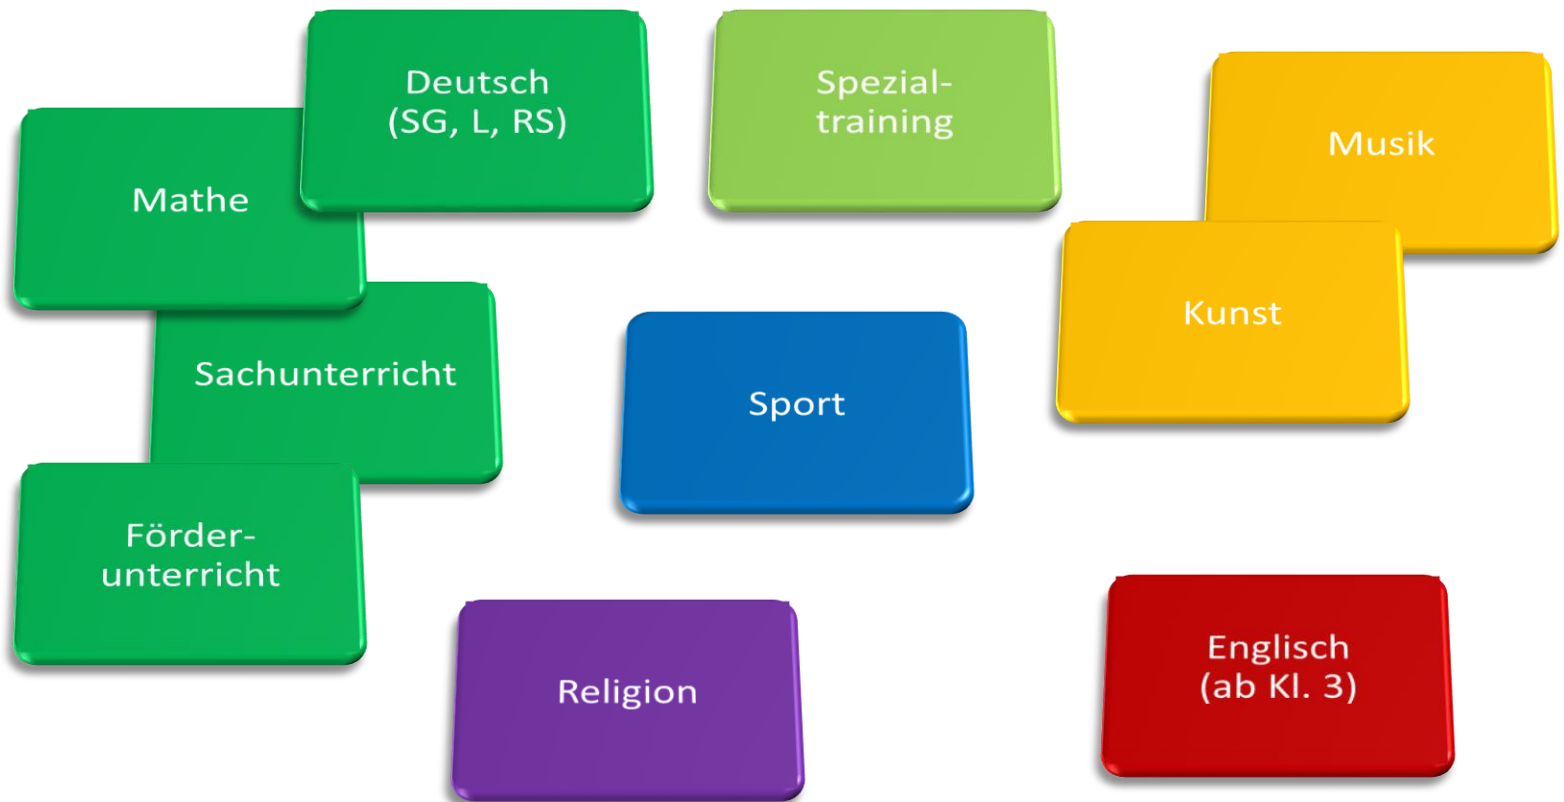 Deutsch
(SG, L, RS)
Spezial-
training
Musik
Mathe
Kunst
Sachunterricht
Sport
Förder-
unterricht
Religion
Englisch
(ab Kl. 3)